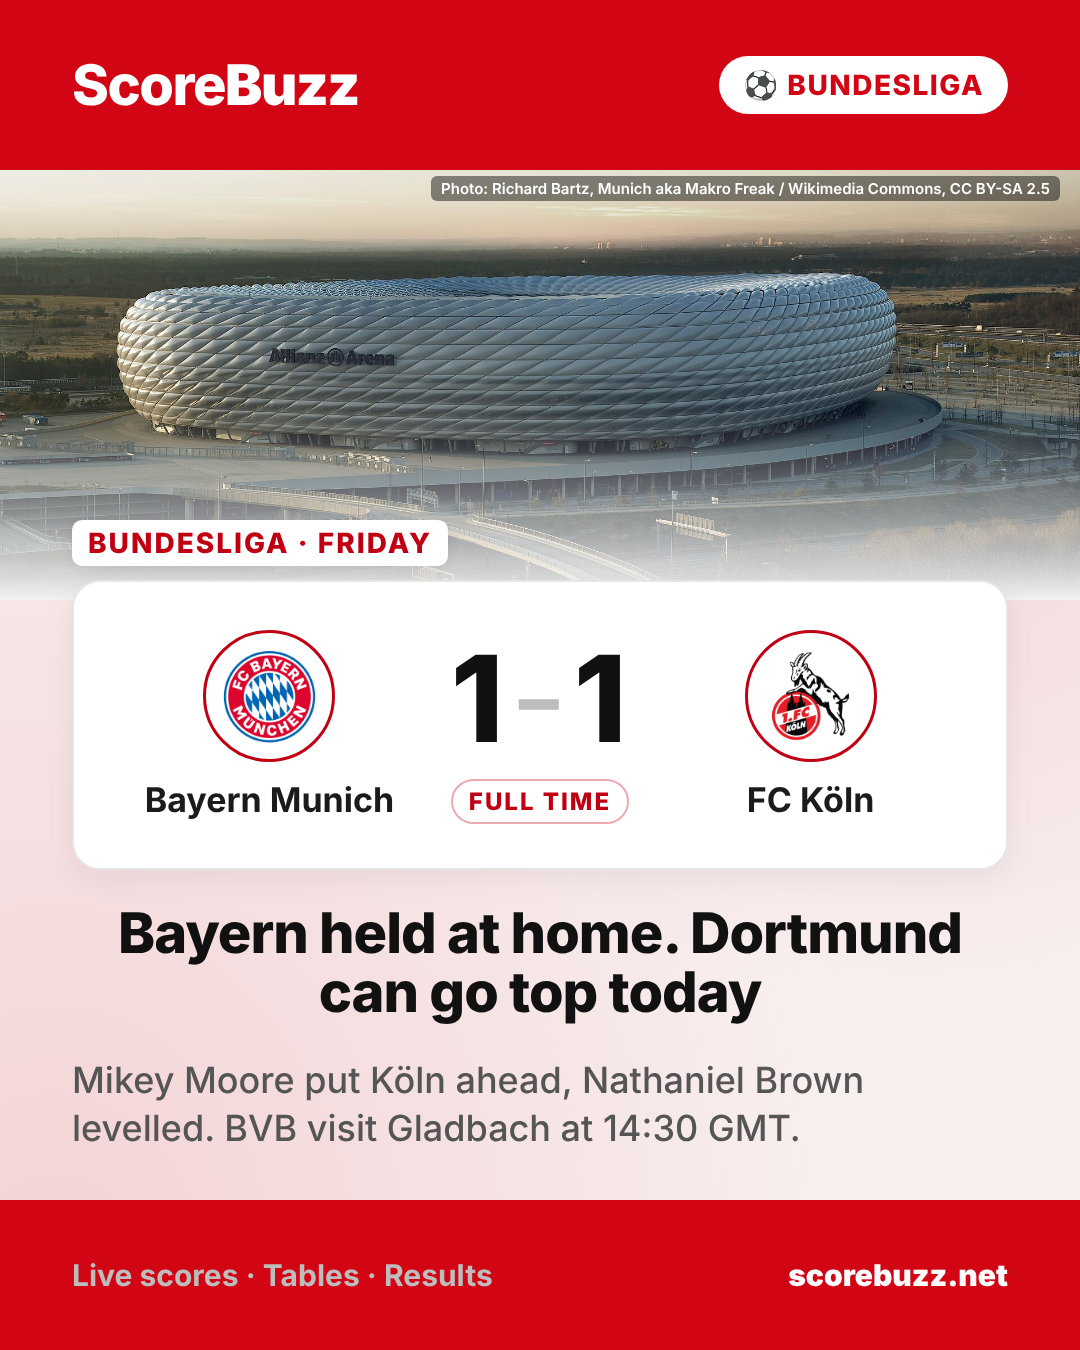 ScoreBuzz
⚽ BUNDESLIGA
Photo: Richard Bartz, Munich aka Makro Freak / Wikimedia Commons, CC BY-SA 2.5
Allianz Arena
BUNDESLIGA · FRIDAY
FC BAYERN
MÜNCHEN
1-1
1.FC
KÖLN
Bayern Munich
FULL TIME
FC Köln
Bayern held at home. Dortmund
can go top today
Mikey Moore put Köln ahead, Nathaniel Brown
levelled. BVB visit Gladbach at 14:30 GMT.
Live scores · Tables · Results
scorebuzz.net